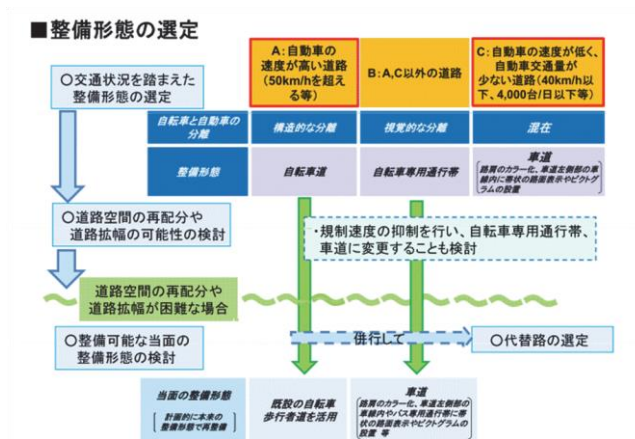 ■整備形態の選定
○交通状況を踏まえた
整備形態の選定
A:自動車の
速度が高い道路
(50km/hを超え
る等)
B:A,C以外の道路
C:自動車の速度が低く、
自動車交通量が
少ない道路(40km/h以
下、4,000台/日以下等)
自転車と自動車の
分離
構造的な分離
視覚的な分離
混在
整備形態
自転車道
自転車専用通行帯
車道
路肩のカラー化、車道左側部の車
線内に帯状の路面表示やピクトグ
ラムの設置
○道路空間の再配分や
道路拡幅の可能性の検討
・規制速度の抑制を行い、自転車専用通行帯、
車道に変更することも検討
道路空間の再配分や
道路拡幅が困難な場合
○整備可能な当面の
整備形態の検討
併行して
○代替路の選定
当面の整備形態
計画的に本来の
整備形態で再整備
既設の自転車
歩行者道を活用
車道
路肩のカラー化、車道左側部の
車線内やバス専用通行帯に帯
状の路面表示やピクトグラムの
設置 等